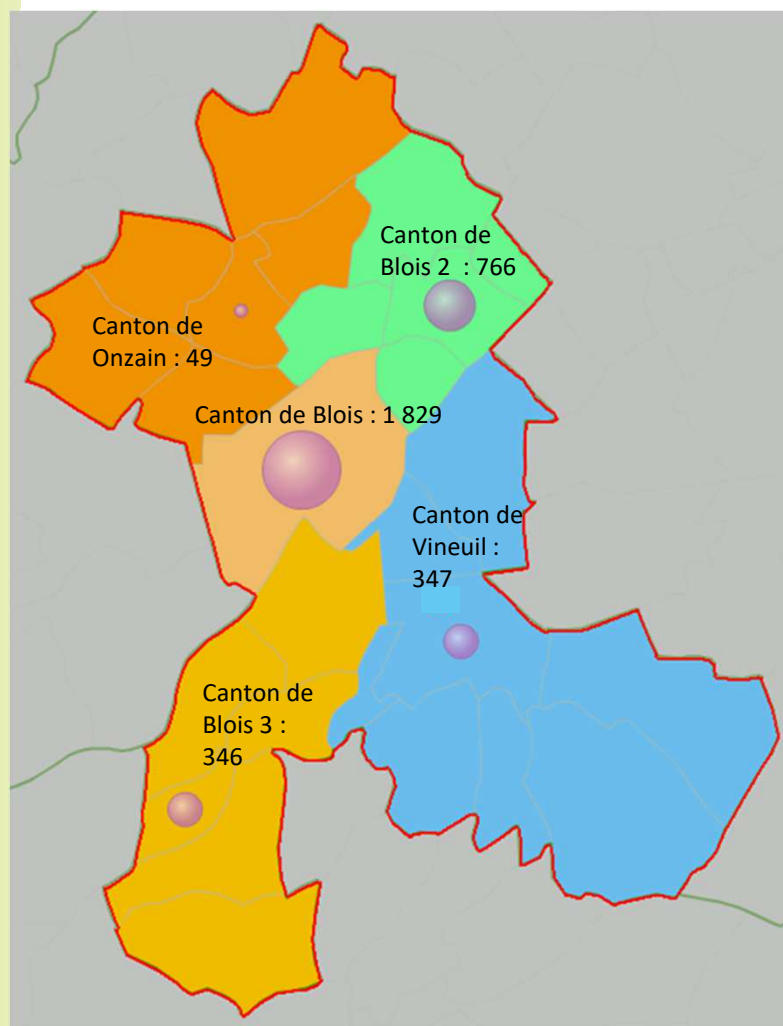 Canton de
Blois 2 : 766
Canton de
Onzain : 49
Canton de Blois : 1 829
Canton de
Vineuil :
347
Canton de
Blois 3 :
346